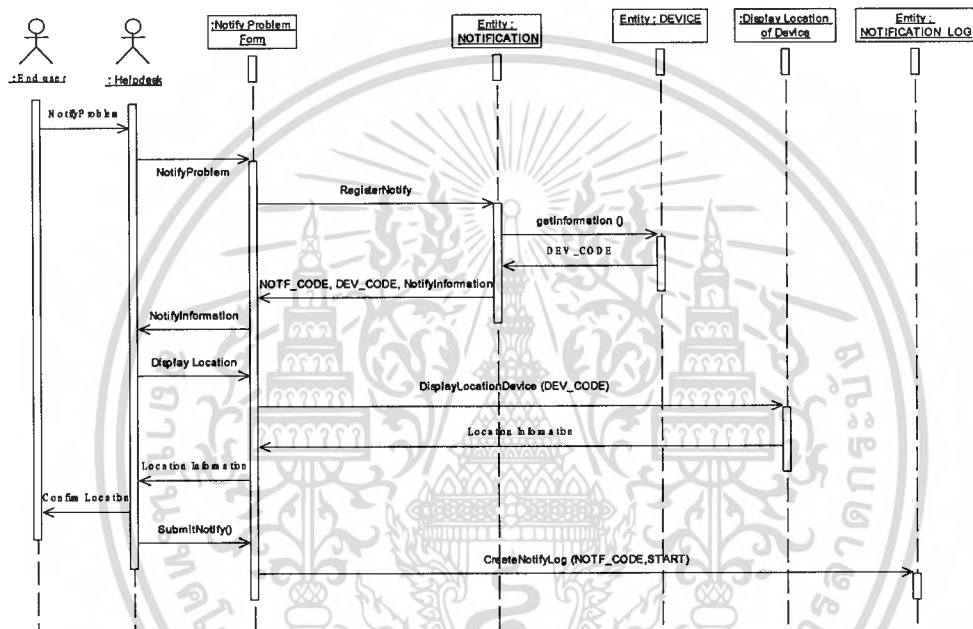 :Notify Problem
Form
Entity :
NOTIFICATION
Entity : DEVICE
:Display Location
of Device
Entity :
NOTIFICATION_LOG
:End user
: Helpdesk
NotifyProblem
NotifyProblem
RegisterNotify
getInformation ()
DEV_CODE
NOTF_CODE, DEV_CODE, NotifyInformation
NotifyInformation
Display Location
DisplayLocationDevice (DEV_CODE)
Location Information
Location Information
Confirm Location
SubmitNotify()
CreateNotifyLog (NOTF_CODE,START)